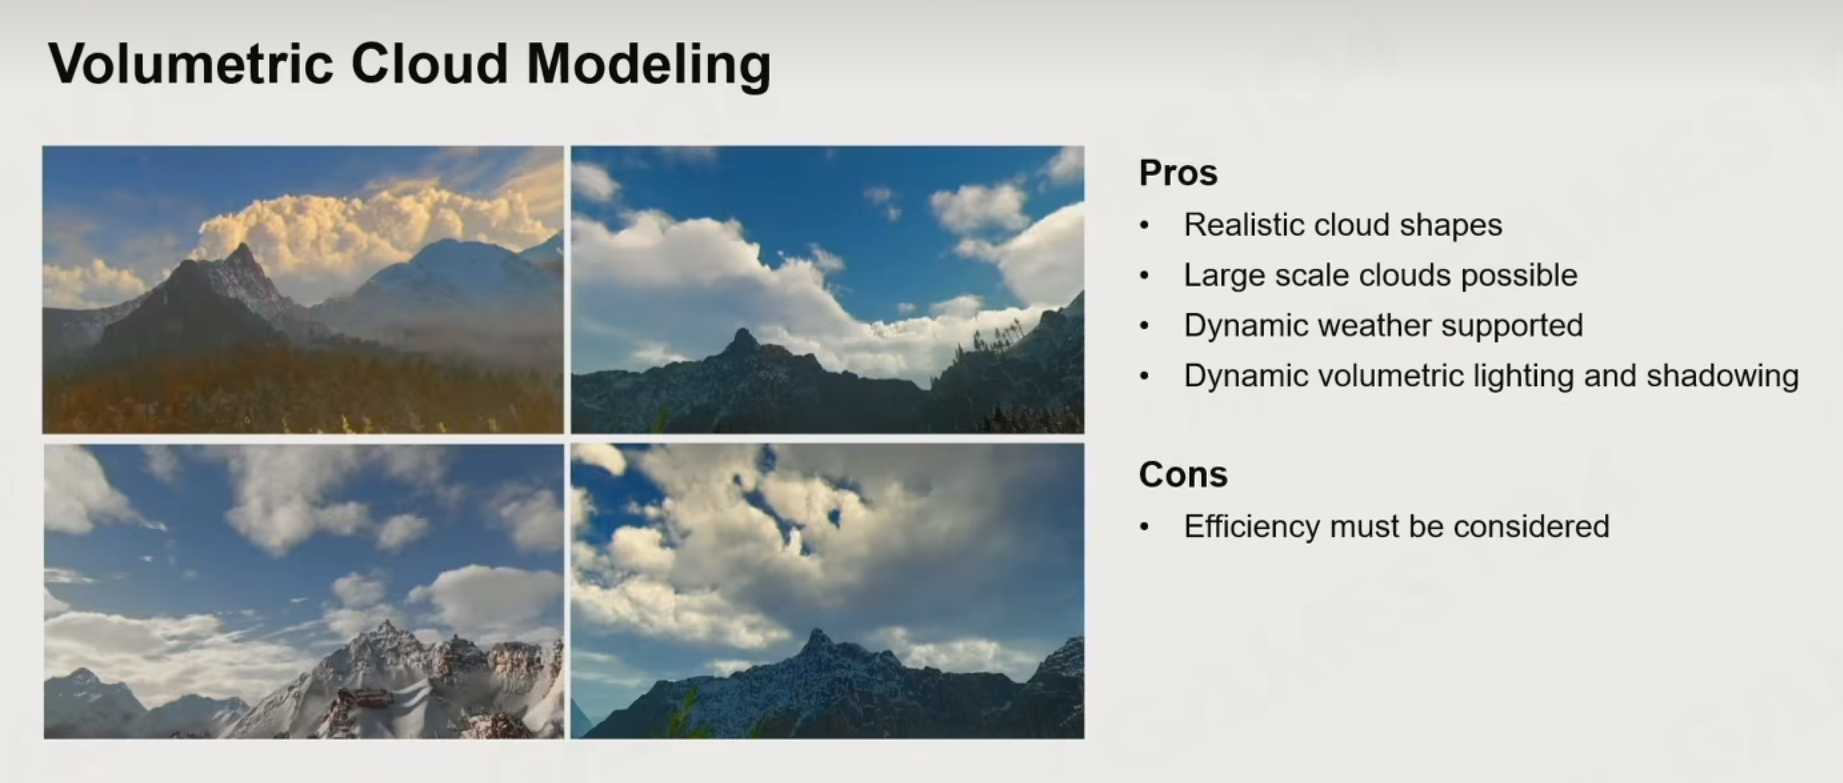 Volumetric Cloud Modeling
Pros
• Realistic cloud shapes
• Large scale clouds possible
• Dynamic weather supported
• Dynamic volumetric lighting and shadowing
Cons
• Efficiency must be considered